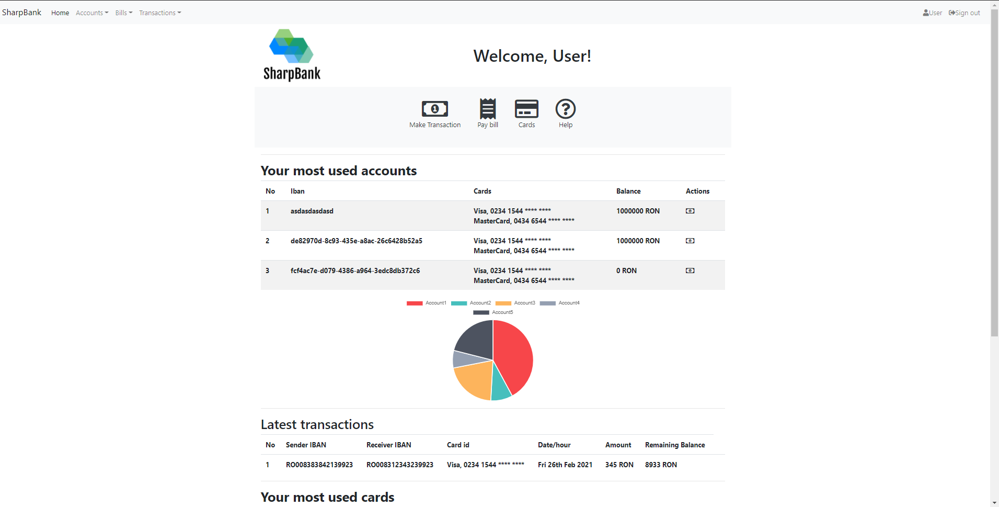 SharpBank Home Accounts Bills Transactions User Sign out
SharpBank
Welcome, User!
1
Make Transaction Pay bill Cards ? Help
Your most used accounts
No Iban Cards Balance Actions
1 asdasdasdasd Visa, 0234 1544 **** **** 1000000 RON
MasterCard, 0434 6544 **** ****
2 de82970d-8c93-435e-a8ac-26c6428b52a5 Visa, 0234 1544 **** **** 1000000 RON
MasterCard, 0434 6544 **** ****
3 fcf4ac7e-d079-4386-a964-3edc8db372c6 Visa, 0234 1544 **** **** 0 RON
MasterCard, 0434 6544 **** ****
Account1 Account2 Account3 Account4
Account5
Latest transactions
No Sender IBAN Receiver IBAN Card id Date/hour Amount Remaining Balance
1 RO008383842139923 RO008312343239923 Visa, 0234 1544 **** **** Fri 26th Feb 2021 345 RON 8933 RON
Your most used cards